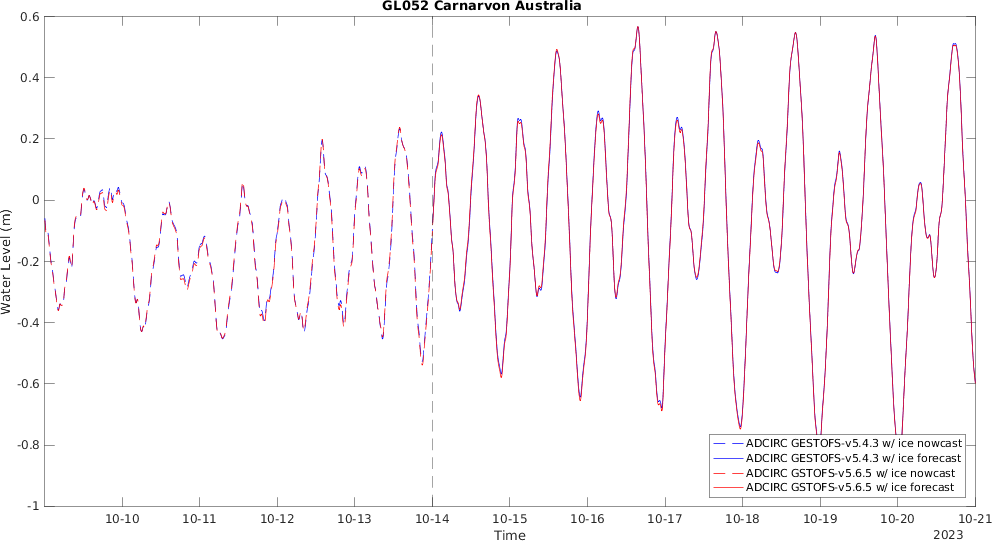 GL052 Carnarvon Australia
Water Level (m)
0.6
0.4
0.2
0
-0.2
-0.4
-0.6
-0.8
-1
ADCIRC GESTOFS-v5.4.3 w/ ice nowcast
ADCIRC GESTOFS-v5.4.3 w/ ice forecast
ADCIRC GSTOFS-v5.6.5 w/ ice nowcast
ADCIRC GSTOFS-v5.6.5 w/ ice forecast
10-10 10-11 10-12 10-13 10-14 10-15 10-16 10-17 10-18 10-19 10-20 10-21
Time
2023